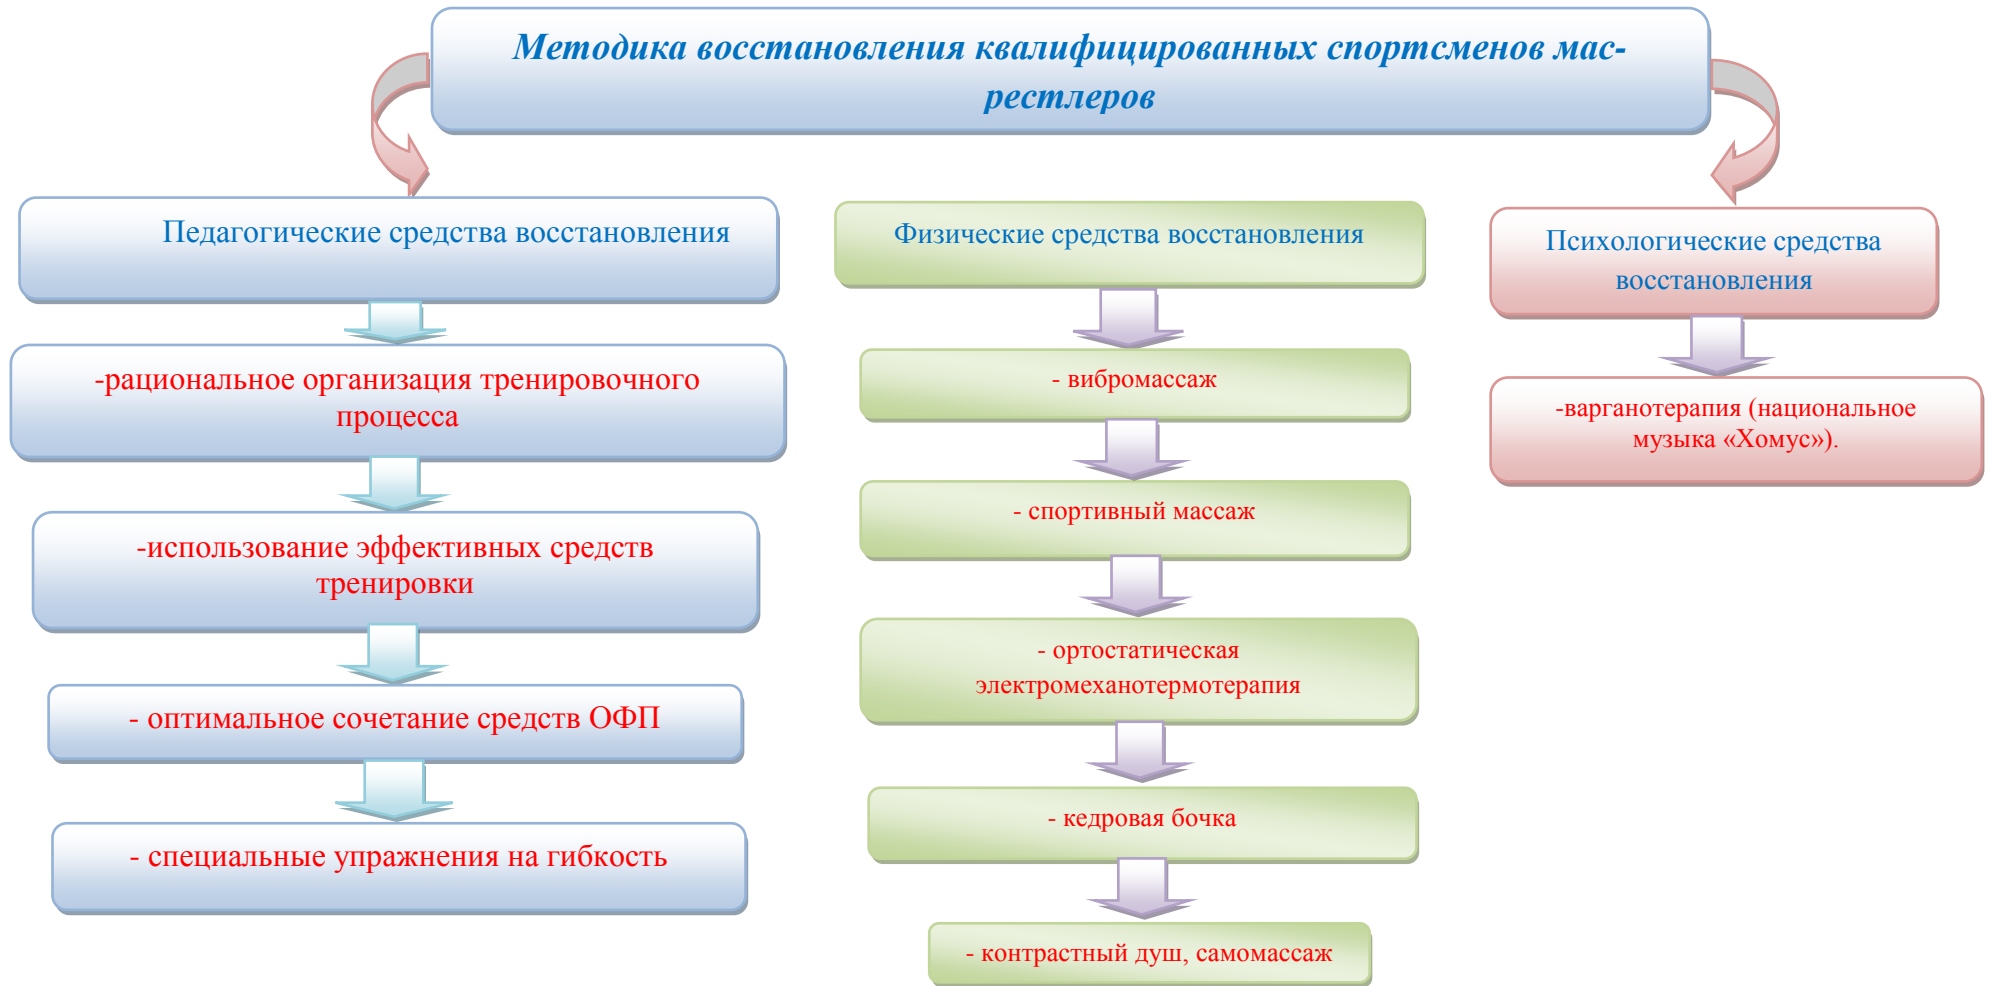 Методика восстановления квалифицированных спортсменов мас-
рестлеров
Педагогические средства восстановления
-рациональное организация тренировочного
процесса
-использование эффективных средств
тренировки
- оптимальное сочетание средств ОФП
- специальные упражнения на гибкость
Физические средства восстановления
- вибромассаж
- спортивный массаж
- ортостатическая
электромеханотермотерапия
- кедровая бочка
- контрастный душ, самомассаж
Психологические средства
восстановления
-варганотерапия (национальное
музыка «Хомус»).